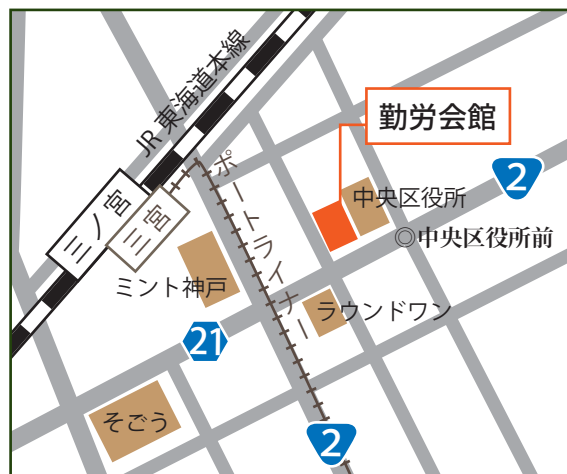 JR 東海道本線
勤労会館
三ノ宮
三宮
ポートライナー
中央区役所
2
◎中央区役所前
ミント神戸
ラウンドワン
21
そごう
2